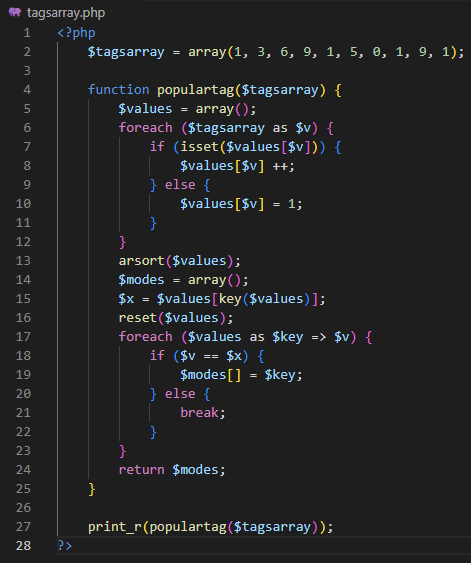 tagsarray.php
1 <?php
2     $tagsarray = array(1, 3, 6, 9, 1, 5, 0, 1, 9, 1);
3
4     function populartag($tagsarray) {
5         $values = array();
6         foreach ($tagsarray as $v) {
7             if (isset($values[$v])) {
8                 $values[$v] ++;
9             } else {
10                 $values[$v] = 1;
11             }
12         }
13         arsort($values);
14         $modes = array();
15         $x = $values[key($values)];
16         reset($values);
17         foreach ($values as $key => $v) {
18             if ($v == $x) {
19                 $modes[] = $key;
20             } else {
21                 break;
22             }
23         }
24         return $modes;
25     }
26
27     print_r(populartag($tagsarray));
28 ?>